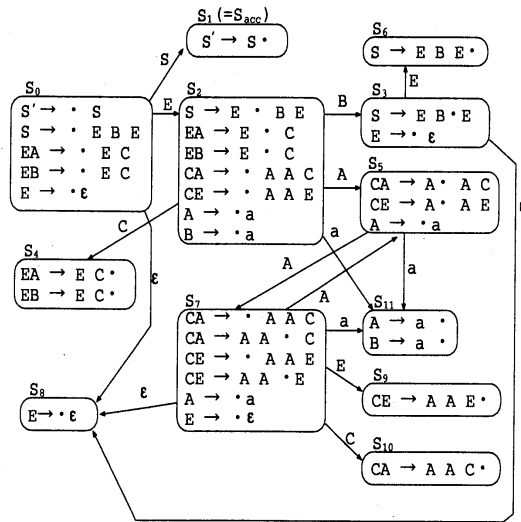 S1 (=Sacc)
S' → S ·
S6
S → E B E ·
S0
S' → · S
S → · E B E
EA → · E C
EB → · E C
E → · ε
S2
S → E · B E
EA → E · C
EB → E · C
CA → · A A C
CE → · A A E
A → · a
B → · a
S3
S → E B · E
E → · ε
S5
CA → A · A C
CE → A · A E
A → · a
S4
EA → E C ·
EB → E C ·
S7
CA → · A A C
CA → A A · C
CE → · A A E
CE → A A · E
A → · a
E → · ε
S11
A → a ·
B → a ·
S8
E → · ε
S9
CE → A A E ·
S10
CA → A A C ·
S
E
B
E
A
C
a
A
A
a
ε
a
E
ε
C